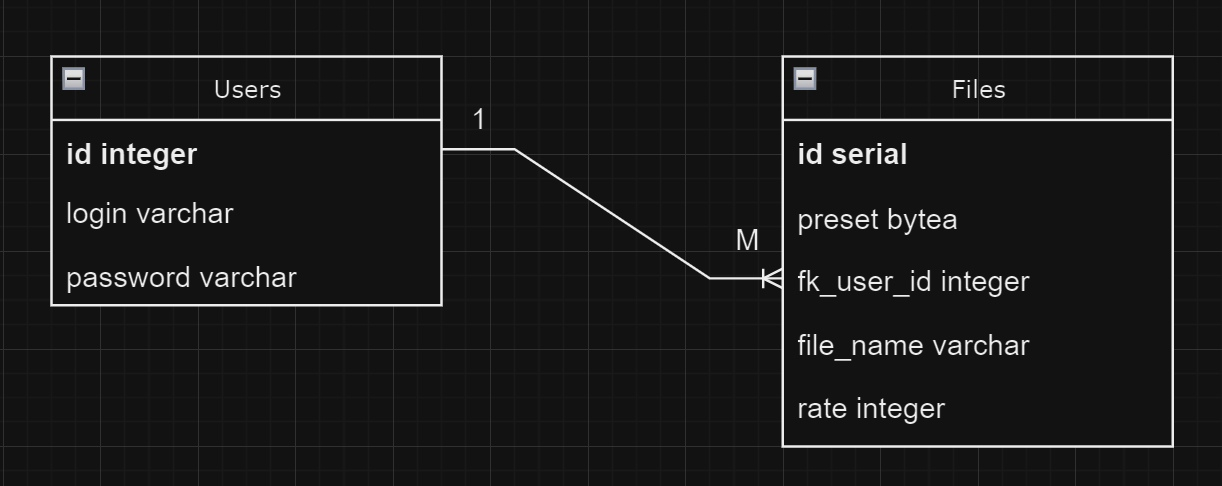 Users
id integer
login varchar
password varchar
1
M
Files
id serial
preset bytea
fk_user_id integer
file_name varchar
rate integer